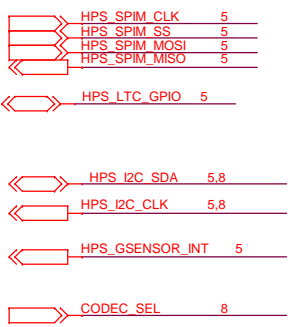 HPS_SPIM_CLK 5
HPS_SPIM_SS 5
HPS_SPIM_MOSI 5
HPS_SPIM_MISO 5
HPS_LTC_GPIO 5
HPS_I2C_SDA 5,8
HPS_I2C_CLK 5,8
HPS_GSENSOR_INT 5
CODEC_SEL 8